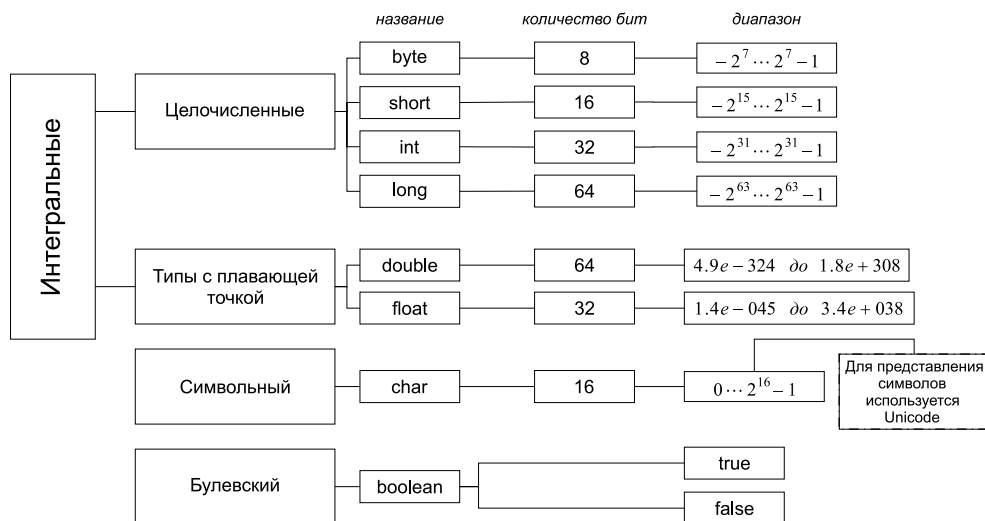 название количество бит диапазон
byte 8 −2^7 ⋯ 2^7 −1
Целочисленные short 16 −2^15 ⋯ 2^15 −1
int 32 −2^31 ⋯ 2^31 −1
long 64 −2^63 ⋯ 2^63 −1
Интегральные
Типы с плавающей
точкой
double 64 4.9e−324 до 1.8e+308
float 32 1.4e−045 до 3.4e+038
Символьный char 16 0⋯2^16 −1
Для представления
символов
используется
Unicode
Булевский boolean
true
false